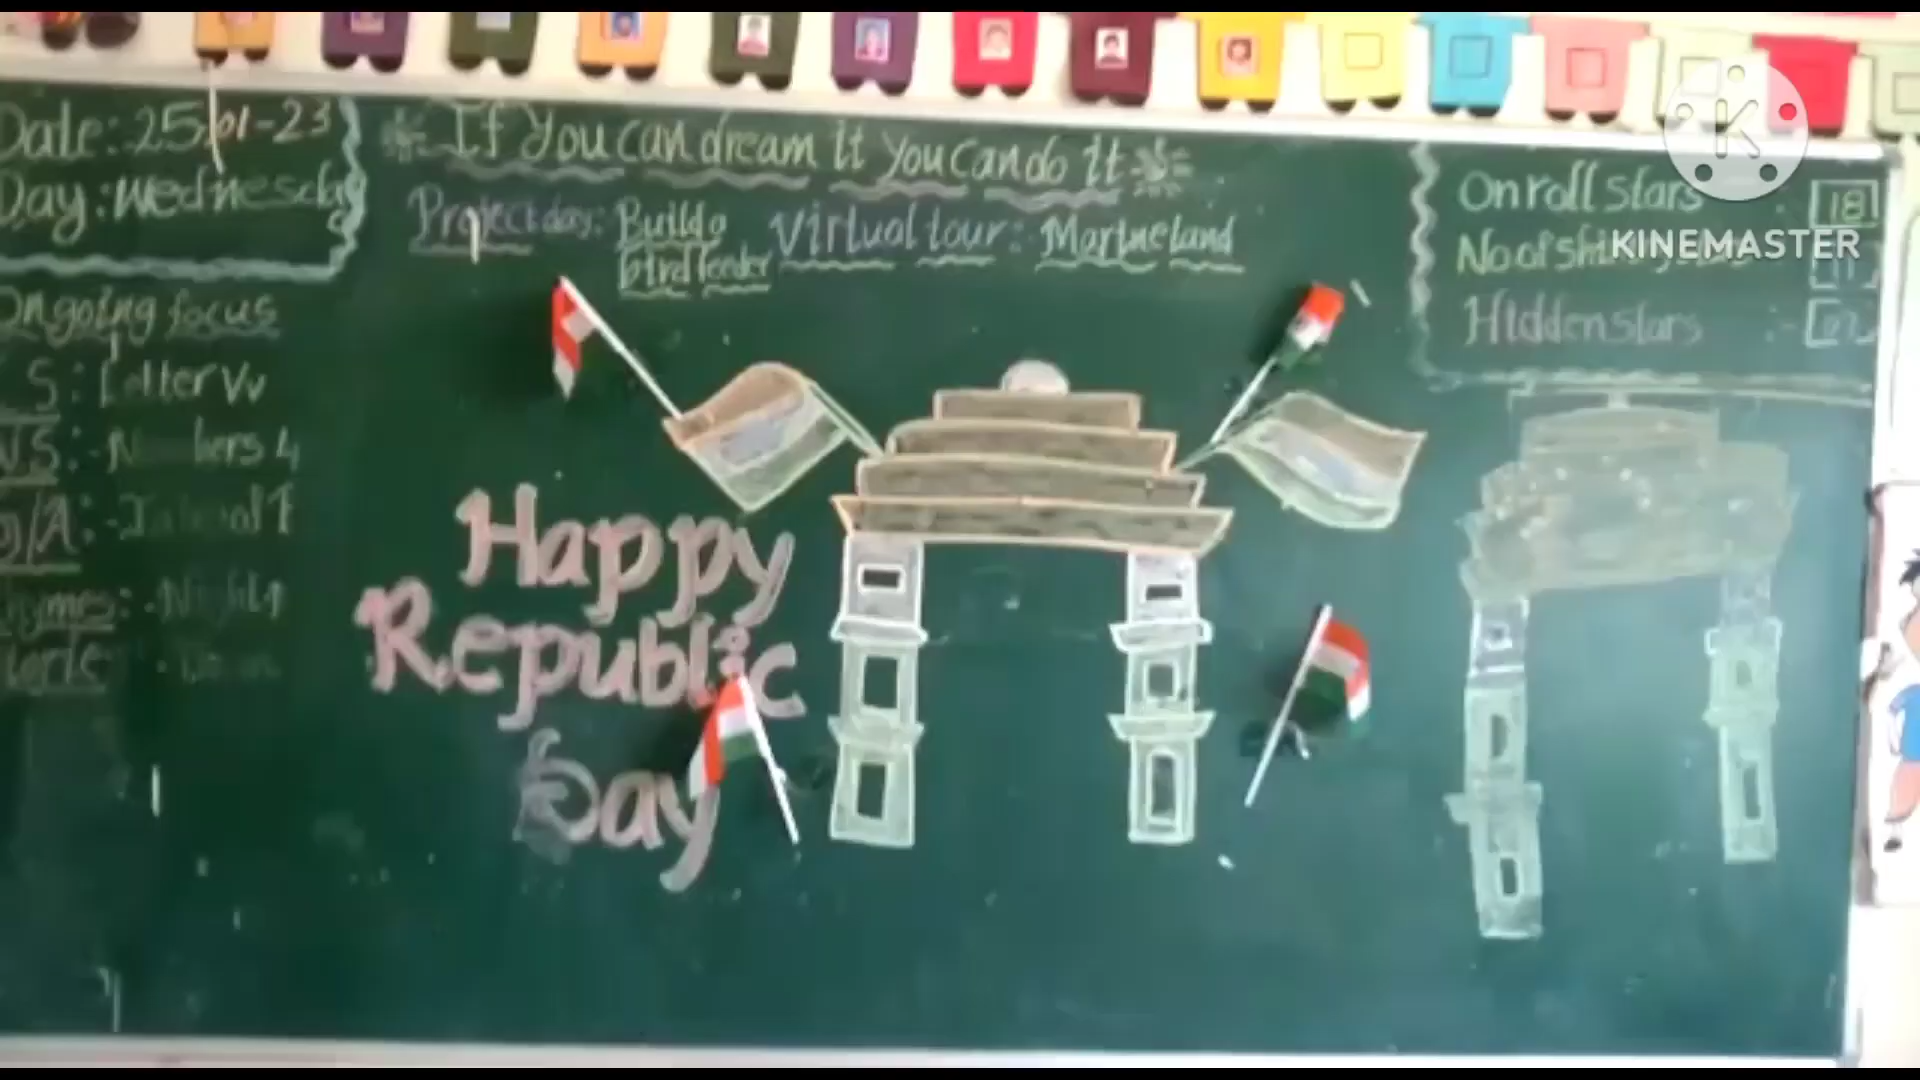 Date: 25-01-23
Day: Wednesday
If You can dream it you can do it
Project day: Build a bird feeder
Virtual tour: Marineland
On roll stars 18
No of
Hidden stars
KINEMASTER
Ongoing focus
S: Letter Vv
Numbers 4
Happy
Republic
Day